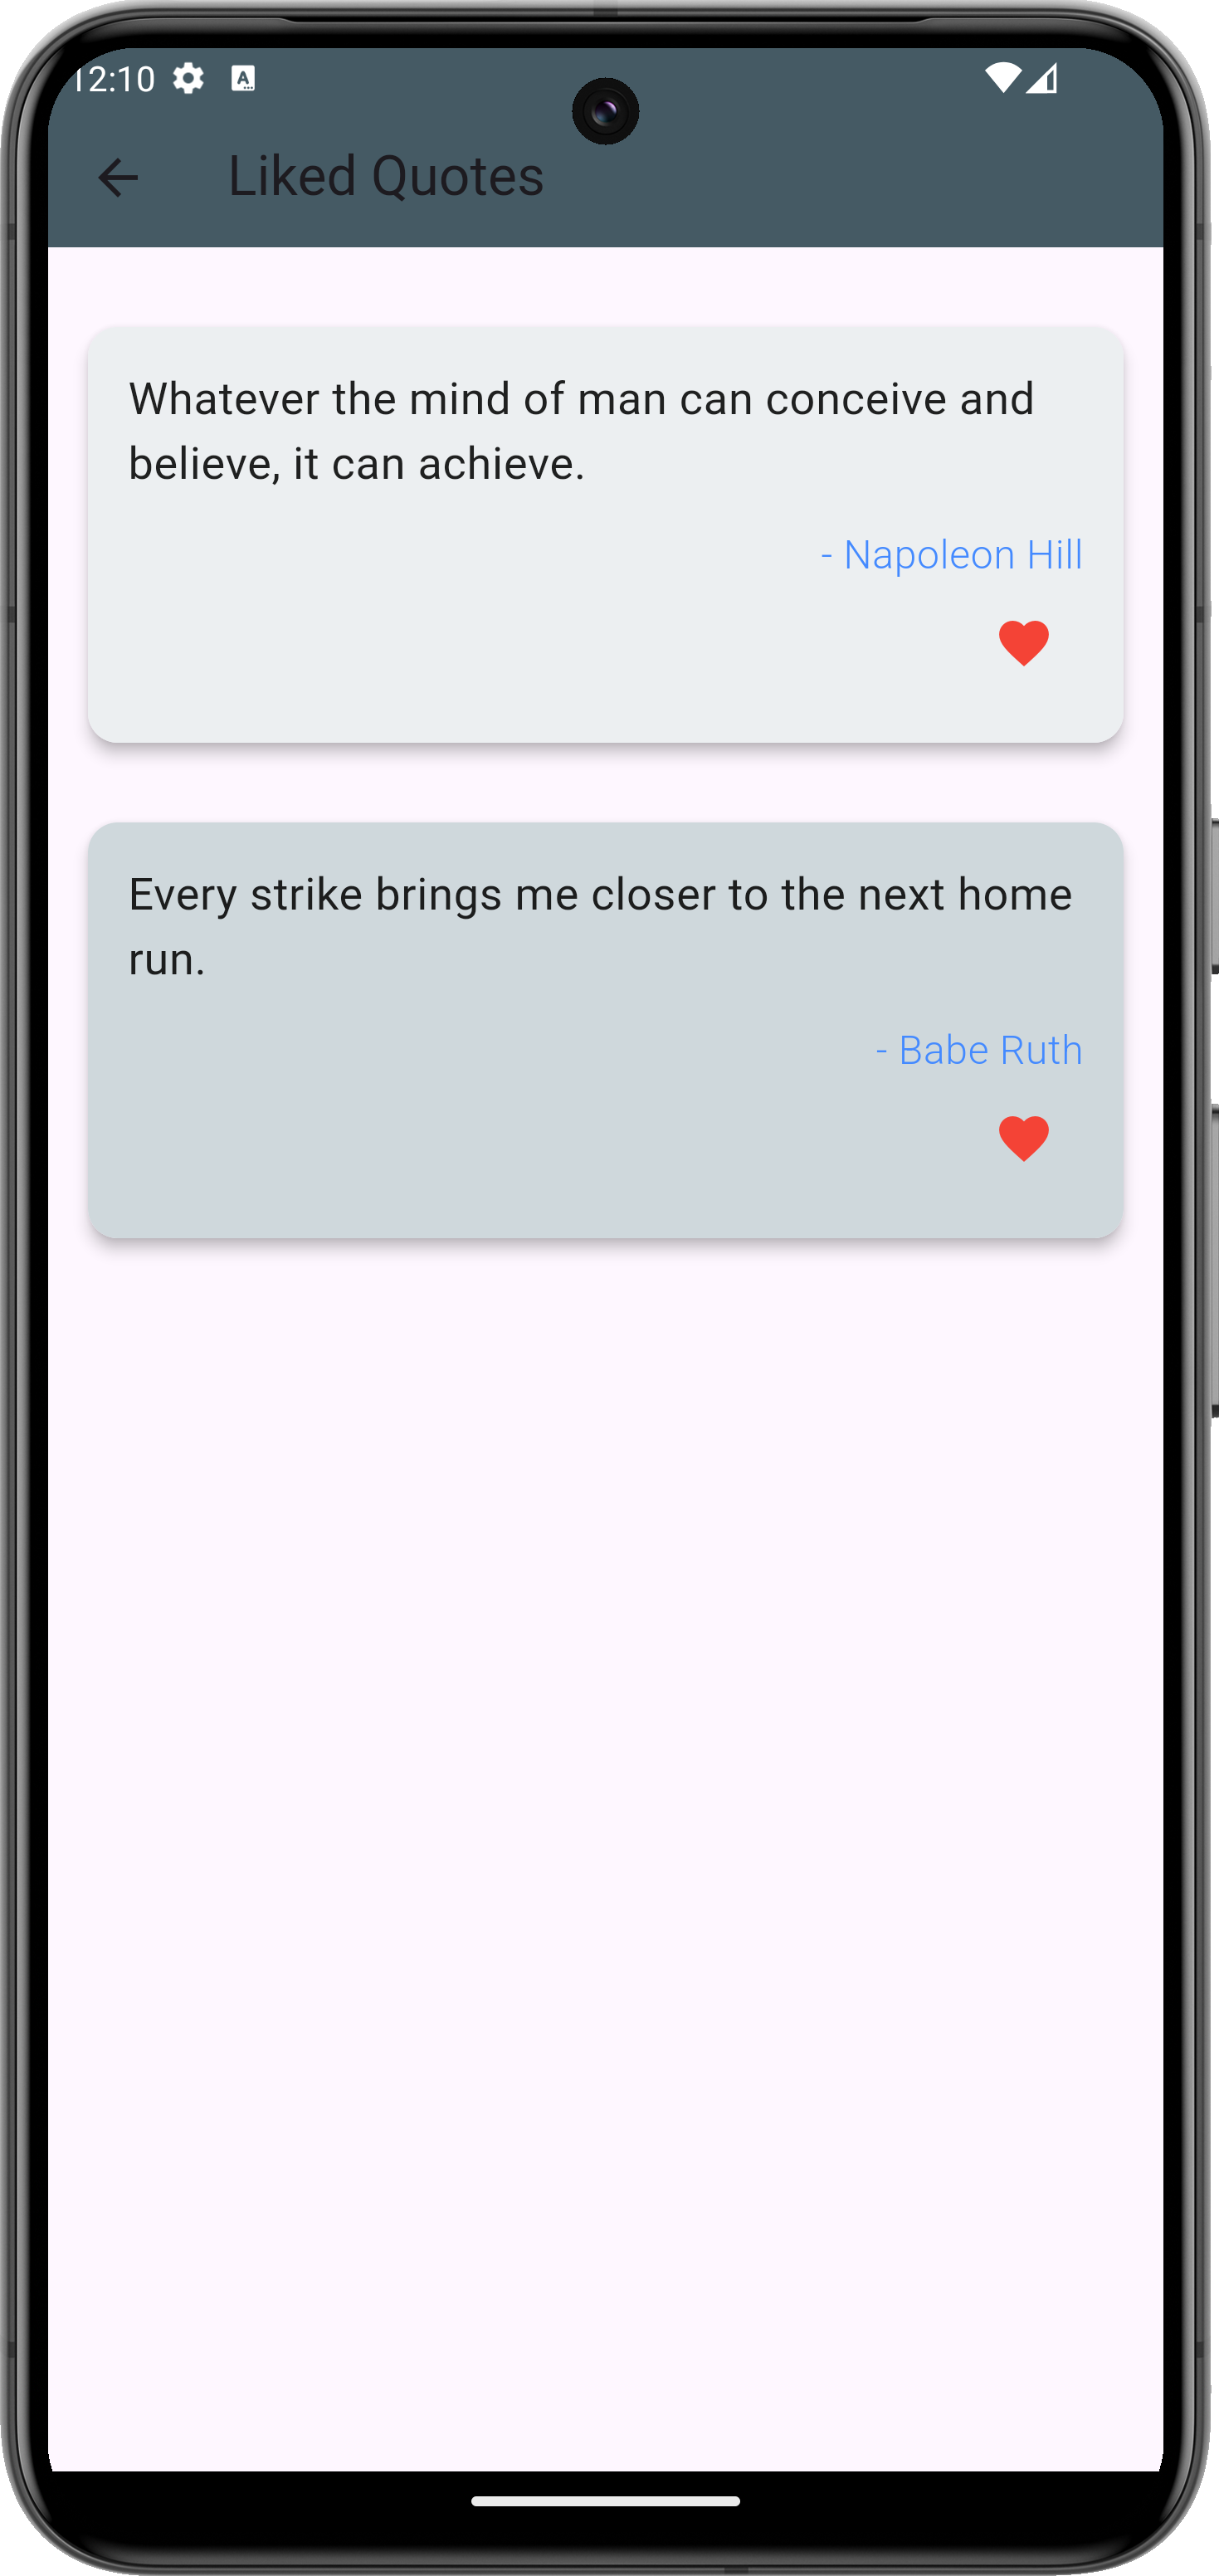 12:10
Liked Quotes
Whatever the mind of man can conceive and
believe, it can achieve.
- Napoleon Hill
Every strike brings me closer to the next home
run.
- Babe Ruth